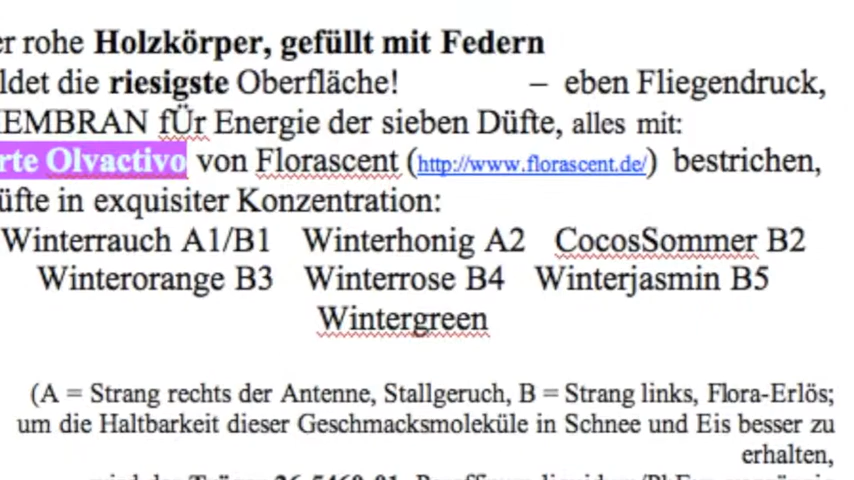 er rohe Holzkörper, gefüllt mit Federn
ldet die riesigste Oberfläche! – eben Fliegendruck,
EMBRAN fÜr Energie der sieben Düfte, alles mit:
rte Olvactivo von Florascent (http://www.florascent.de/) bestrichen,
üfte in exquisiter Konzentration:
Winterrauch A1/B1 Winterhonig A2 CocosSommer B2
Winterorange B3 Winterrose B4 Winterjasmin B5
Wintergreen
(A = Strang rechts der Antenne, Stallgeruch, B = Strang links, Flora-Erlös;
um die Haltbarkeit dieser Geschmacksmoleküle in Schnee und Eis besser zu
erhalten,